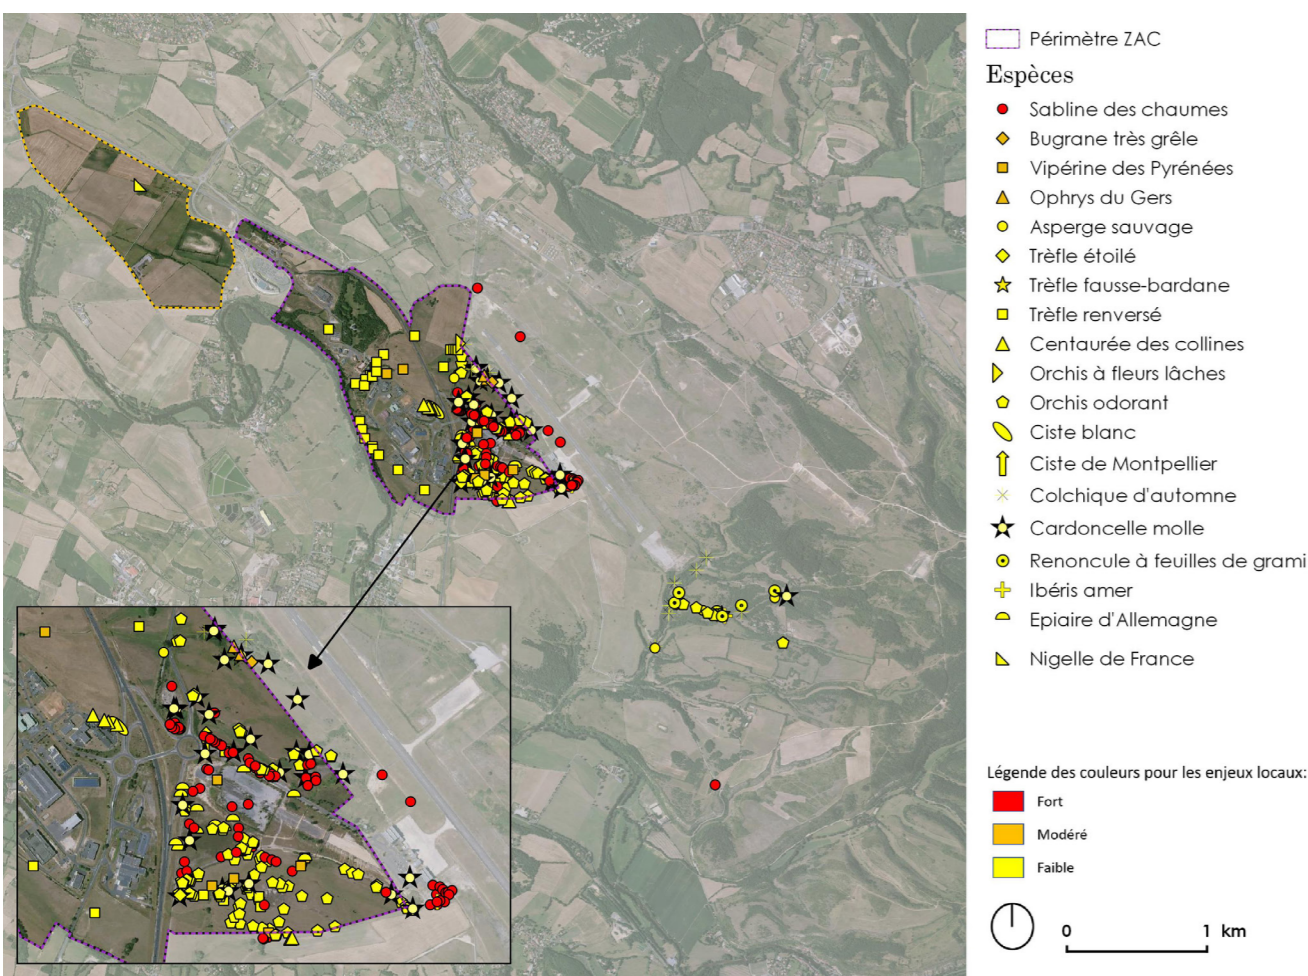 Périmètre ZAC
Espèces
Sabline des chaumes
Bugrane très grêle
Vipérine des Pyrénées
Ophrys du Gers
Asperge sauvage
Trèfle étoilé
Trèfle fausse-bardane
Trèfle renversé
Centaurée des collines
Orchis à fleurs lâches
Orchis odorant
Ciste blanc
Ciste de Montpellier
Colchique d'automne
Cardoncelle molle
Renoncule à feuilles de grami
Ibéris amer
Epiaire d'Allemagne
Nigelle de France
Légende des couleurs pour les enjeux locaux:
Fort
Modéré
Faible
0 1 km